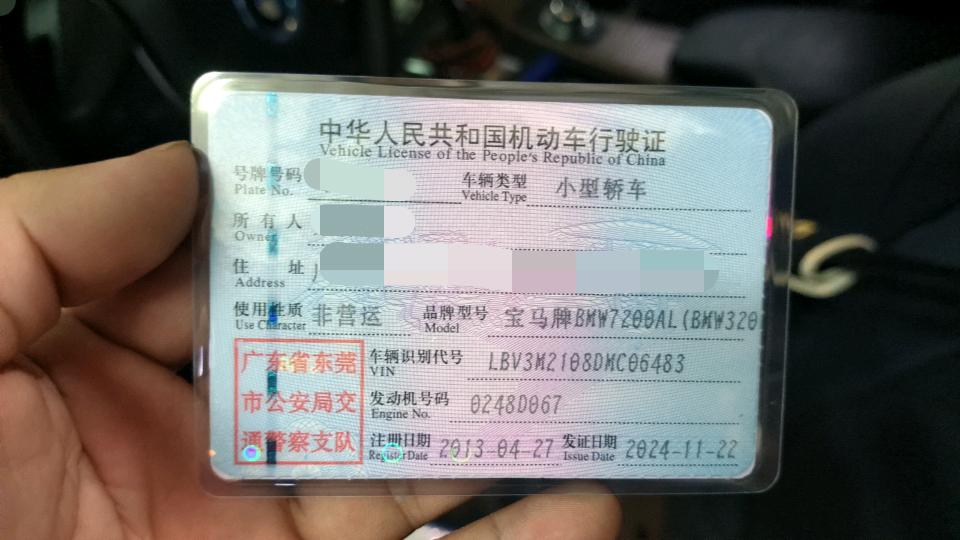 中华人民共和国机动车行驶证
Vehicle License of the People's Republic of China
号牌号码 车辆类型 小型轿车
Plate No. Vehicle Type
所有人
Owner
住址
Address
使用性质 非营运 品牌型号 宝马牌BMW7200AL(BMW320
Use Character Model
广东省东莞 车辆识别代号 LBV3M2108DMC06483
VIN
市公安局交 发动机号码 0248D067
Engine No.
通警察支队 注册日期 2013-04-27 发证日期 2024-11-22
Register Date Issue Date